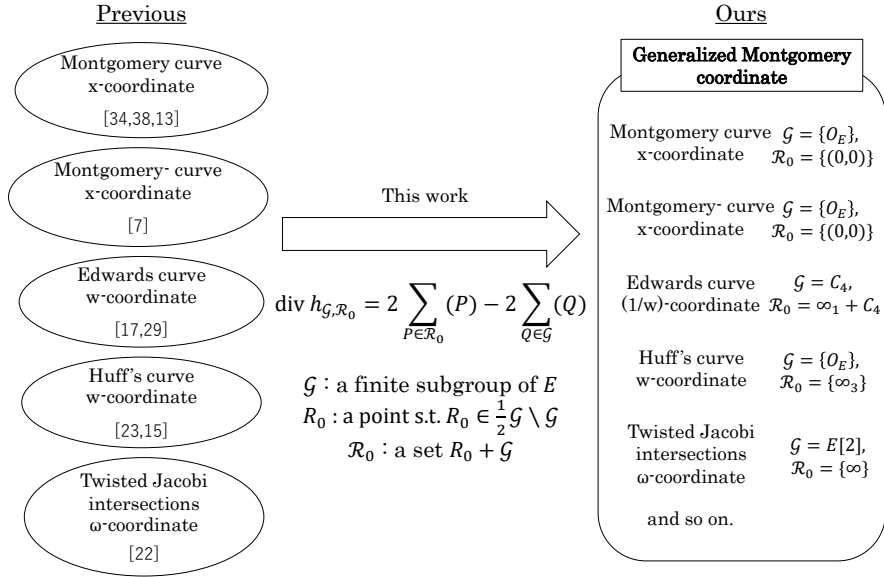 Previous
Montgomery curve
x-coordinate
[34,38,13]
Montgomery- curve
x-coordinate
[7]
Edwards curve
w-coordinate
[17,29]
Huff's curve
w-coordinate
[23,15]
Twisted Jacobi
intersections
ω-coordinate
[22]
This work
div h_{𝒢,ℛ₀} = 2 ∑_{P∈ℛ₀} (P) − 2 ∑_{Q∈𝒢} (Q)
𝒢 : a finite subgroup of E
R₀ : a point s.t. R₀ ∈ ½𝒢 \ 𝒢
ℛ₀ : a set R₀ + 𝒢
Ours
Generalized Montgomery
coordinate
Montgomery curve 𝒢 = {O_E},
x-coordinate ℛ₀ = {(0,0)}
Montgomery- curve 𝒢 = {O_E},
x-coordinate ℛ₀ = {(0,0)}
Edwards curve 𝒢 = C₄,
(1/w)-coordinate ℛ₀ = ∞₁ + C₄
Huff's curve 𝒢 = {O_E},
w-coordinate ℛ₀ = {∞₃}
Twisted Jacobi 𝒢 = E[2],
intersections ℛ₀ = {∞}
ω-coordinate
and so on.